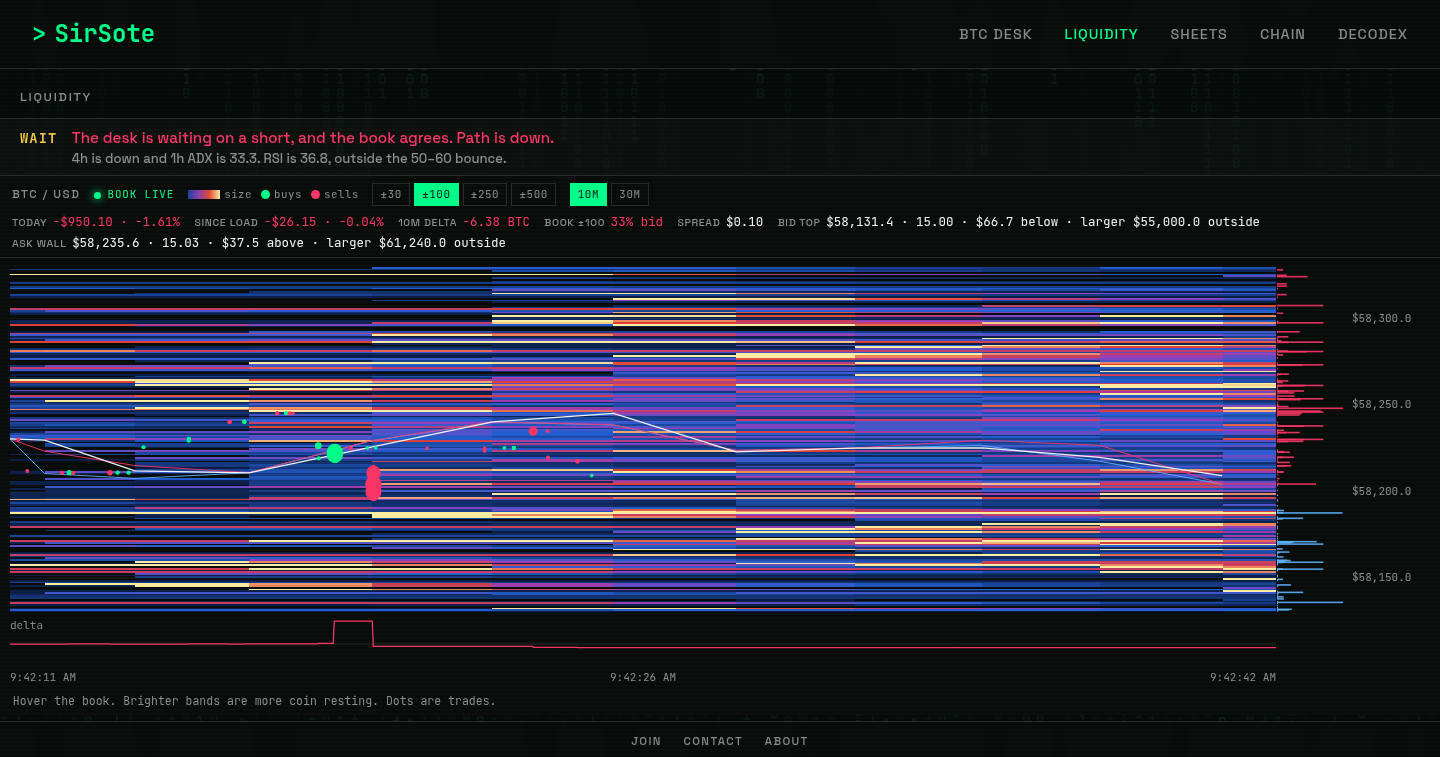 > SirSote
BTC DESK LIQUIDITY SHEETS CHAIN DECODEX
LIQUIDITY
WAIT The desk is waiting on a short, and the book agrees. Path is down.
4h is down and 1h ADX is 33.3. RSI is 36.8, outside the 50–60 bounce.
BTC / USD BOOK LIVE size buys sells ±30 ±100 ±250 ±500 10M 30M
TODAY -$950.10 · -1.61% SINCE LOAD -$26.15 · -0.04% 10M DELTA -6.38 BTC BOOK ±100 33% bid SPREAD $0.10 BID TOP $58,131.4 · 15.00 · $66.7 below · larger $55,000.0 outside
ASK WALL $58,235.6 · 15.03 · $37.5 above · larger $61,240.0 outside
$58,300.0
$58,250.0
$58,200.0
$58,150.0
delta
9:42:11 AM 9:42:26 AM 9:42:42 AM
Hover the book. Brighter bands are more coin resting. Dots are trades.
JOIN CONTACT ABOUT